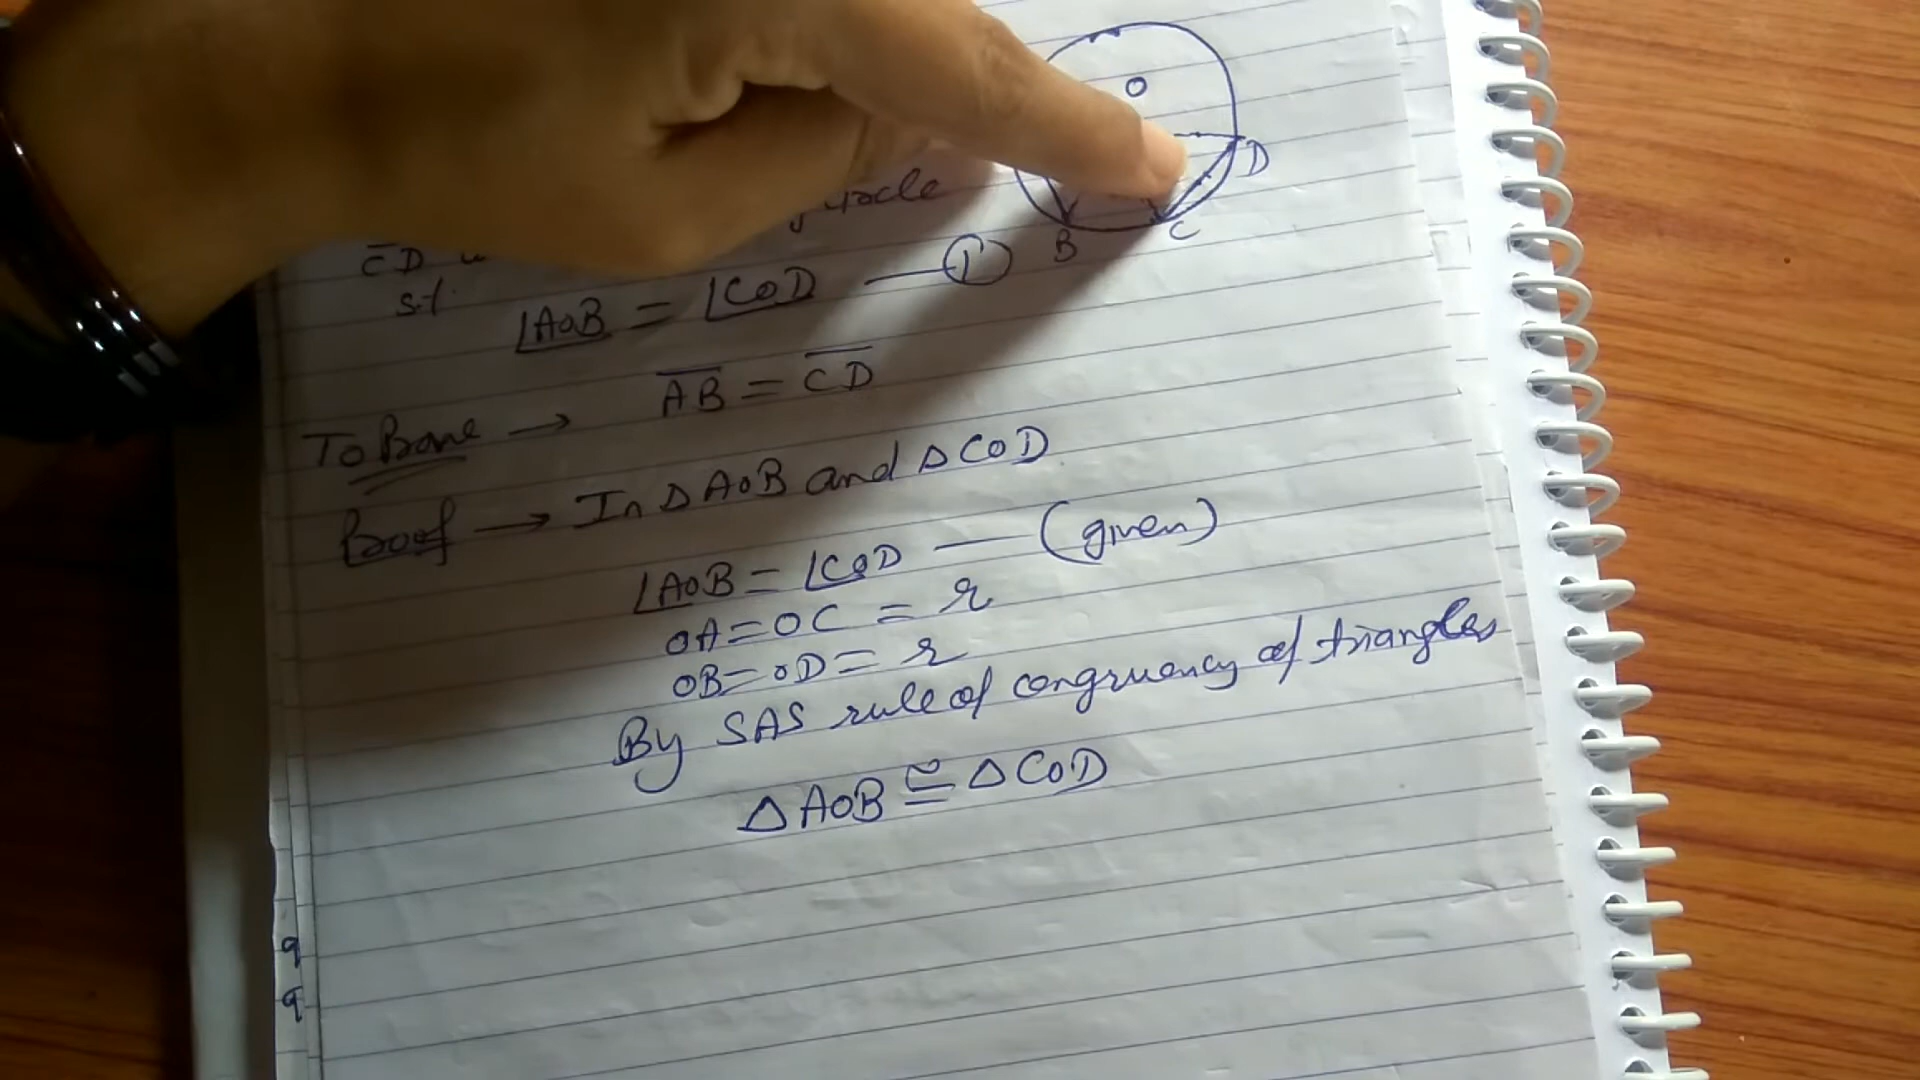 O
D
B
C
circle
CD
s.t.
∠AOB = ∠COD — ①
To Prove → AB = CD
Proof → In Δ AOB and Δ COD
∠AOB = ∠COD — (given)
OA = OC = r
OB = OD = r
By SAS rule of congruency of triangles
Δ AOB ≅ Δ COD
q
q